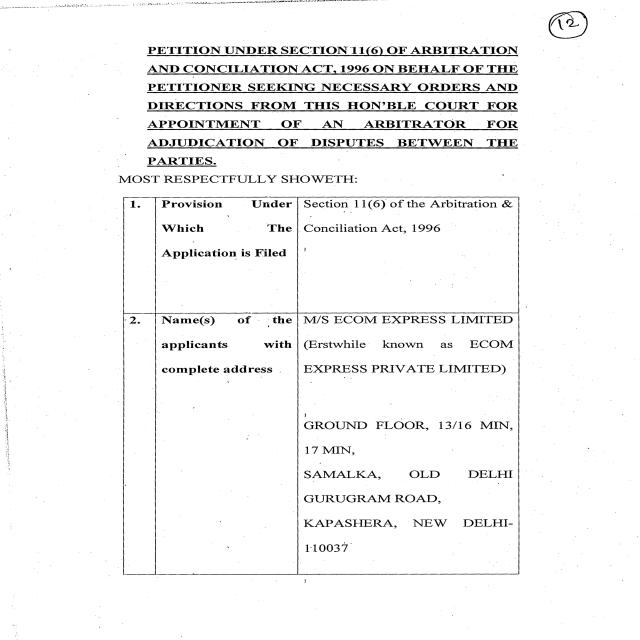 12
PETITION UNDER SECTION 11(6) OF ARBITRATION
AND CONCILIATION ACT, 1996 ON BEHALF OF THE
PETITIONER SEEKING NECESSARY ORDERS AND
DIRECTIONS FROM THIS HON'BLE COURT FOR
APPOINTMENT OF AN ARBITRATOR FOR
ADJUDICATION OF DISPUTES BETWEEN THE
PARTIES.
MOST RESPECTFULLY SHOWETH:
1. Provision Under Section 11(6) of the Arbitration &
Which The Conciliation Act, 1996
Application is Filed
2. Name(s) of the M/S ECOM EXPRESS LIMITED
applicants with (Erstwhile known as ECOM
complete address EXPRESS PRIVATE LIMITED)
GROUND FLOOR, 13/16 MIN,
17 MIN,
SAMALKA, OLD DELHI
GURUGRAM ROAD,
KAPASHERA, NEW DELHI-
110037